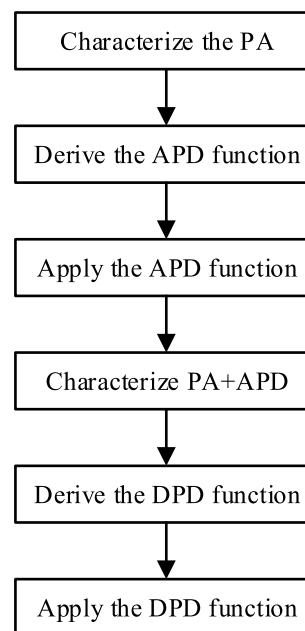 Characterize the PA
Derive the APD function
Apply the APD function
Characterize PA+APD
Derive the DPD function
Apply the DPD function